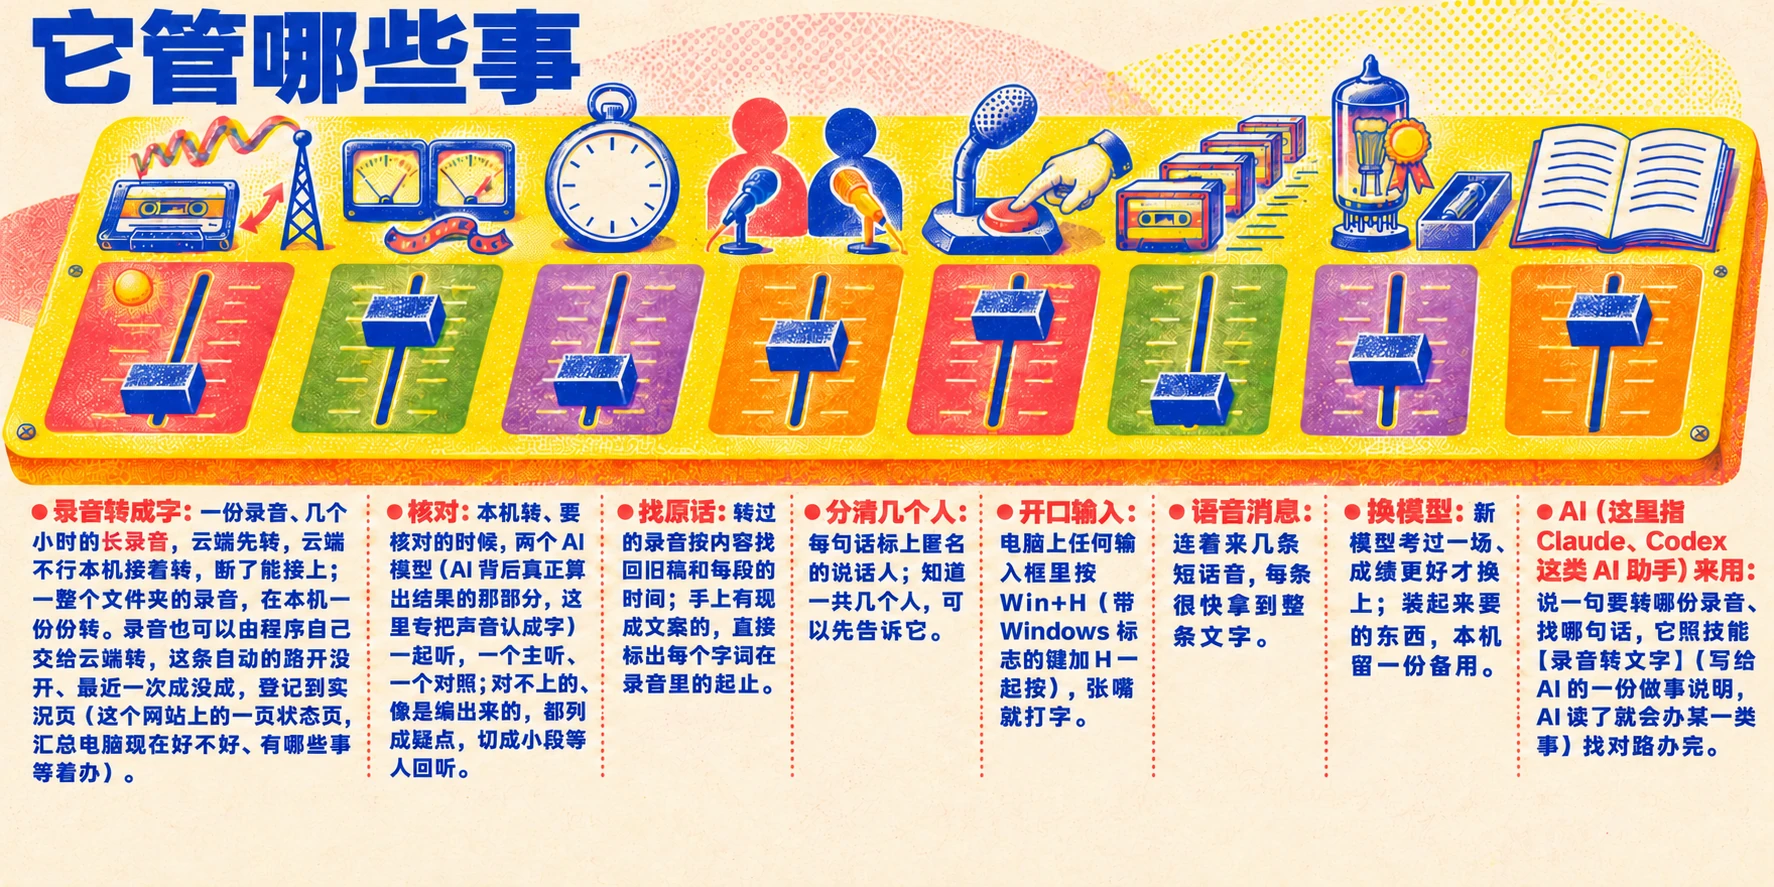 它管哪些事
●录音转成字：一份录音、几个
小时的长录音，云端先转，云端
不行本机接着转，断了能接上；
一整个文件夹的录音，在本机一
份份转。录音也可以由程序自己
交给云端转，这条自动的路开没
开、最近一次成没成，登记到实
况页（这个网站上的一页状态页，
汇总电脑现在好不好、有哪些事
等着办）。
●核对：本机转、要
核对的时候，两个 AI
模型（AI 背后真正算
出结果的那部分，这
里专把声音认成字）
一起听，一个主听、
一个对照；对不上的、
像是编出来的，都列
成疑点，切成小段等
人回听。
●找原话：转过
的录音按内容找
回旧稿和每段的
时间；手上有现
成文案的，直接
标出每个字词在
录音里的起止。
●分清几个人：
每句话标上匿名
的说话人；知道
一共几个人，可
以先告诉它。
●开口输入：
电脑上任何输
入框里按
Win+H（带
Windows 标
志的键加 H 一
起按），张嘴
就打字。
●语音消息：
连着来几条
短话音，每条
很快拿到整
条文字。
●换模型：新
模型考过一场、
成绩更好才换
上；装起来要
的东西，本机
留一份备用。
●AI（这里指
Claude、Codex
这类 AI 助手）来用：
说一句要转哪份录音、
找哪句话，它照技能
【录音转文字】（写给
AI 的一份做事说明，
AI 读了就会办某一类
事）找对路办完。